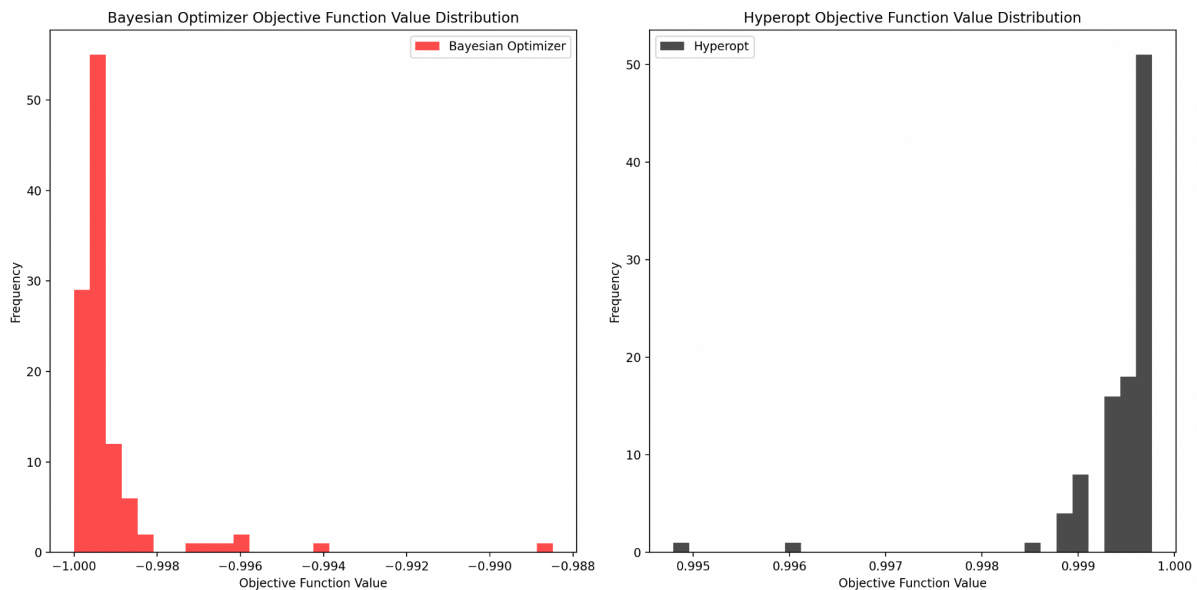 Bayesian Optimizer Objective Function Value Distribution
Bayesian Optimizer
Frequency
50
40
30
20
10
0
−1.000 −0.998 −0.996 −0.994 −0.992 −0.990 −0.988
Objective Function Value
Hyperopt Objective Function Value Distribution
Hyperopt
Frequency
50
40
30
20
10
0
0.995 0.996 0.997 0.998 0.999 1.000
Objective Function Value